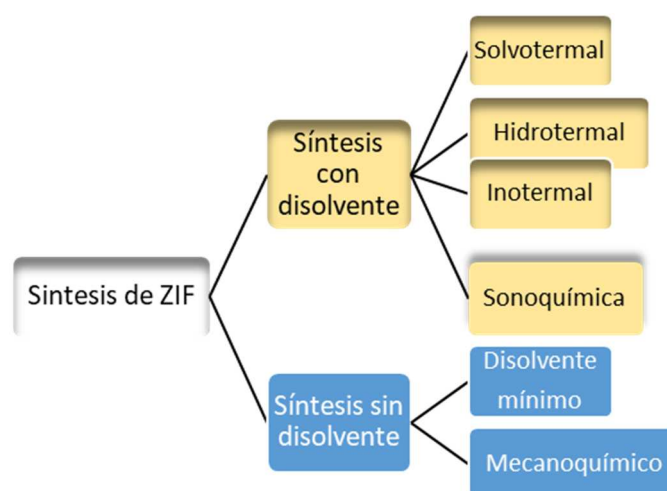 Sintesis de ZIF
Síntesis
con
disolvente
Solvotermal
Hidrotermal
Inotermal
Sonoquímica
Síntesis sin
disolvente
Disolvente
mínimo
Mecanoquímico